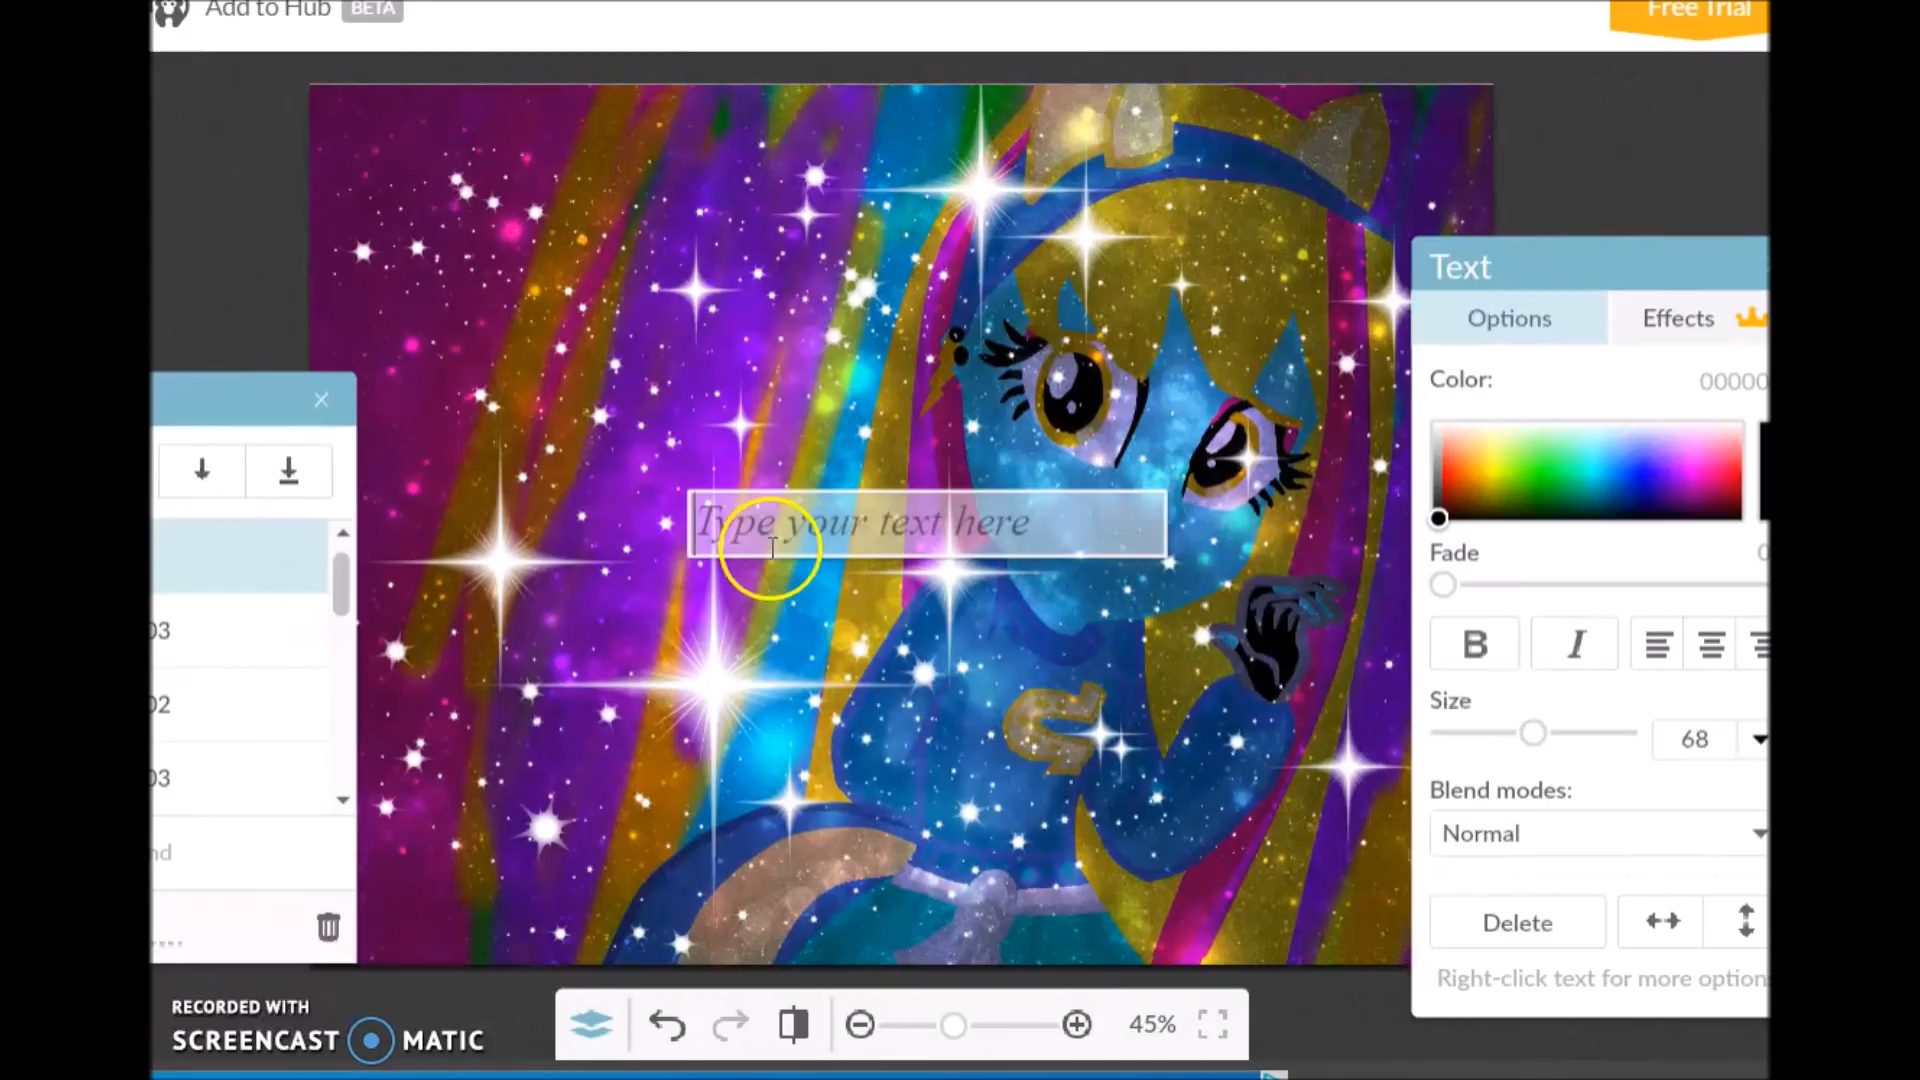 Add to Hub BETA
Free Trial
Text
Options Effects
Color: 00000
Type your text here
Fade 0
03
B I
02
Size
68
03
Blend modes:
Normal
nd
Delete
Right-click text for more option
RECORDED WITH
SCREENCAST MATIC
45%